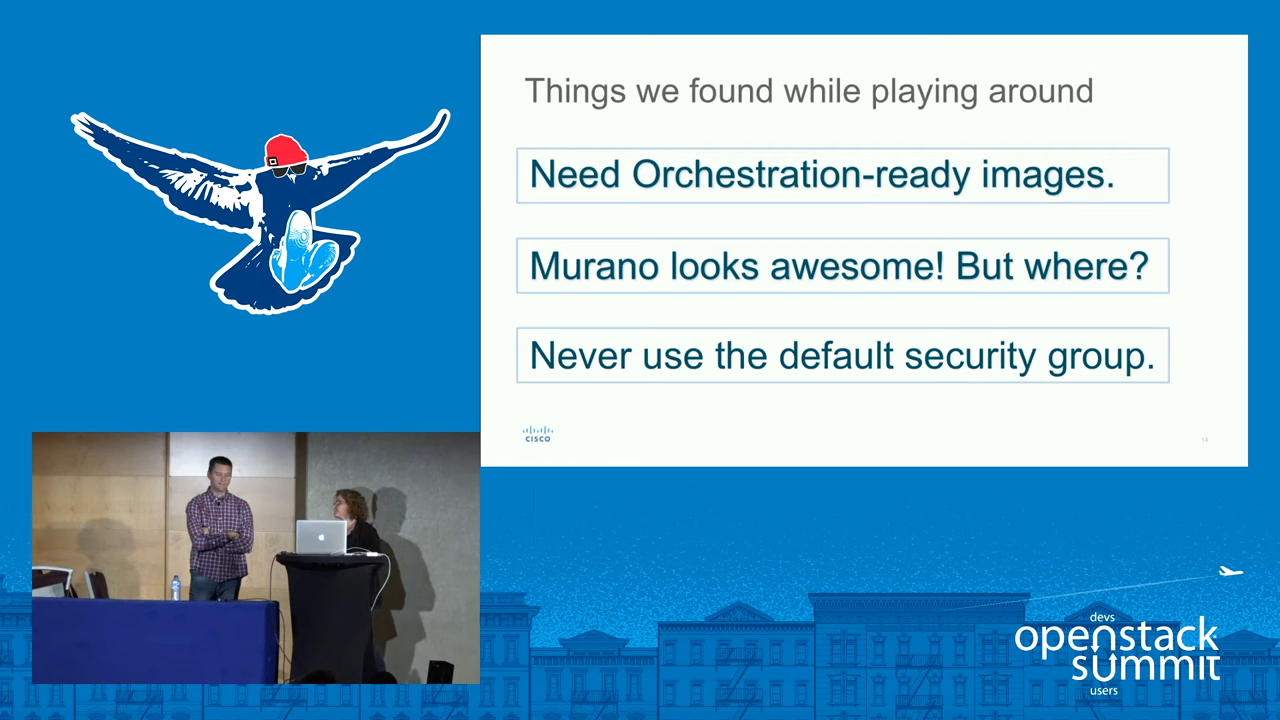 Things we found while playing around
Need Orchestration-ready images.
Murano looks awesome! But where?
Never use the default security group.
CISCO
14
devs
openstack
summit
users